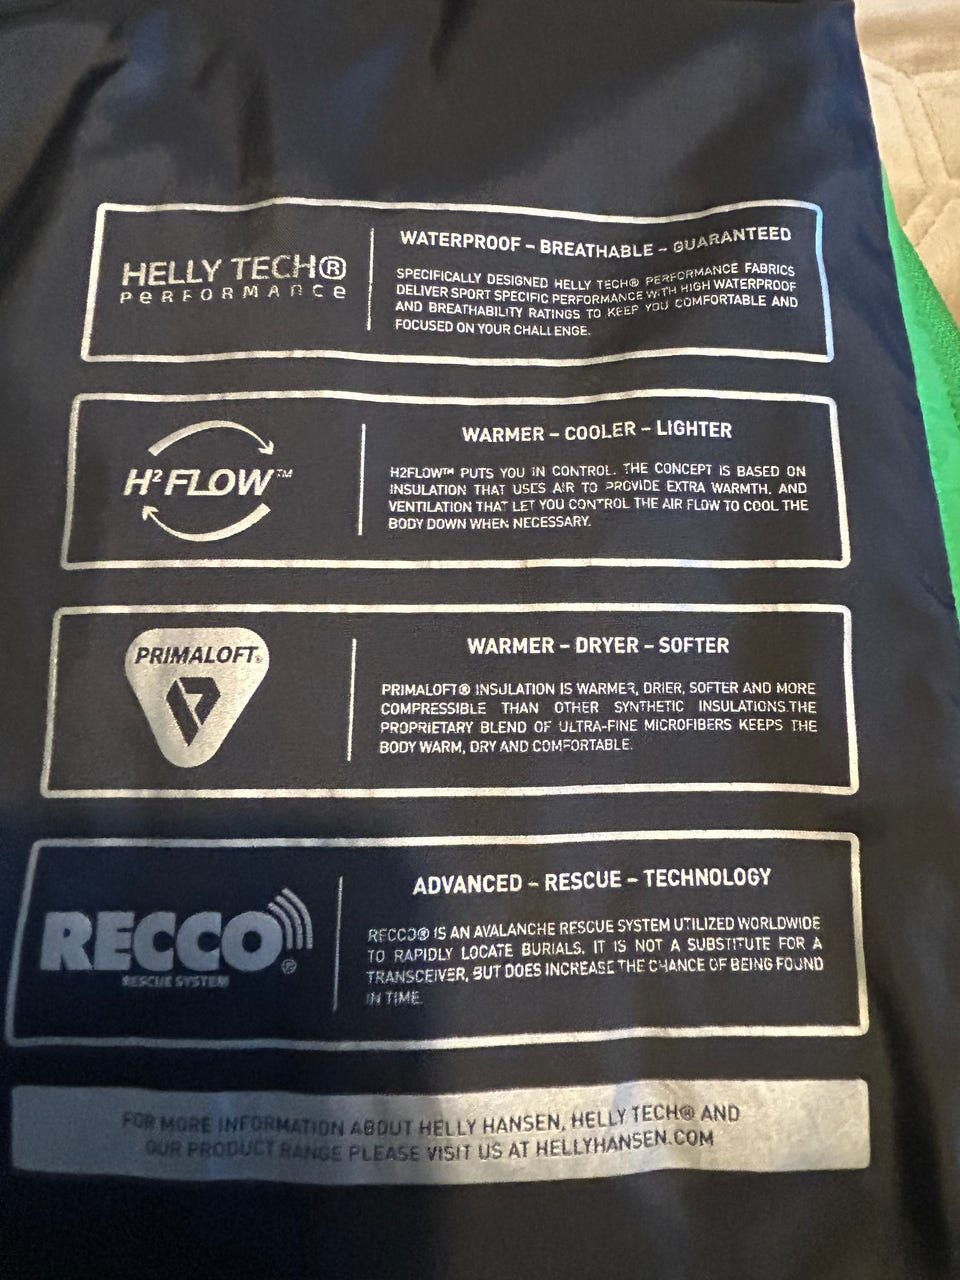 HELLY TECH®
PERFORMANCE
WATERPROOF – BREATHABLE – GUARANTEED
SPECIFICALLY DESIGNED HELLY TECH® PERFORMANCE FABRICS
DELIVER SPORT SPECIFIC PERFORMANCE WITH HIGH WATERPROOF
AND BREATHABILITY RATINGS TO KEEP YOU COMFORTABLE AND
FOCUSED ON YOUR CHALLENGE.
H² FLOW™
WARMER – COOLER – LIGHTER
H2FLOW™ PUTS YOU IN CONTROL. THE CONCEPT IS BASED ON
INSULATION THAT USES AIR TO PROVIDE EXTRA WARMTH, AND
VENTILATION THAT LET YOU CONTROL THE AIR FLOW TO COOL THE
BODY DOWN WHEN NECESSARY.
PRIMALOFT®
WARMER – DRYER – SOFTER
PRIMALOFT® INSULATION IS WARMER, DRIER, SOFTER AND MORE
COMPRESSIBLE THAN OTHER SYNTHETIC INSULATIONS.THE
PROPRIETARY BLEND OF ULTRA-FINE MICROFIBERS KEEPS THE
BODY WARM, DRY AND COMFORTABLE.
RECCO®
RESCUE SYSTEM
ADVANCED – RESCUE – TECHNOLOGY
RECCO® IS AN AVALANCHE RESCUE SYSTEM UTILIZED WORLDWIDE
TO RAPIDLY LOCATE BURIALS. IT IS NOT A SUBSTITUTE FOR A
TRANSCEIVER, BUT DOES INCREASE THE CHANCE OF BEING FOUND
IN TIME.
FOR MORE INFORMATION ABOUT HELLY HANSEN, HELLY TECH® AND
OUR PRODUCT RANGE PLEASE VISIT US AT HELLYHANSEN.COM